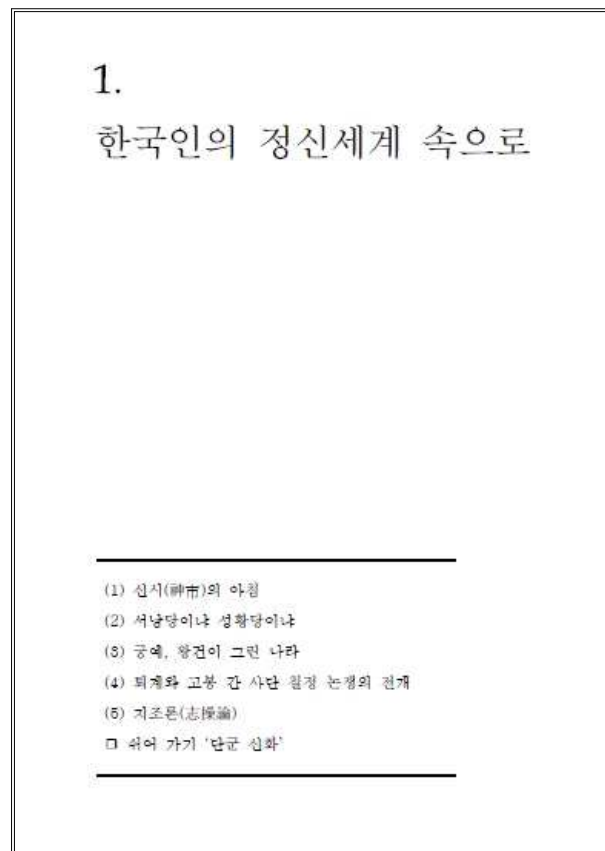 1.
한국인의 정신세계 속으로
(1) 신시(神市)의 아침
(2) 서낭당이냐 성황당이냐
(3) 궁예, 왕건이 그린 나라
(4) 퇴계와 고봉 간 사단 칠정 논쟁의 전개
(5) 지조론(志操論)
□ 쉬어 가기 ‘단군 신화’